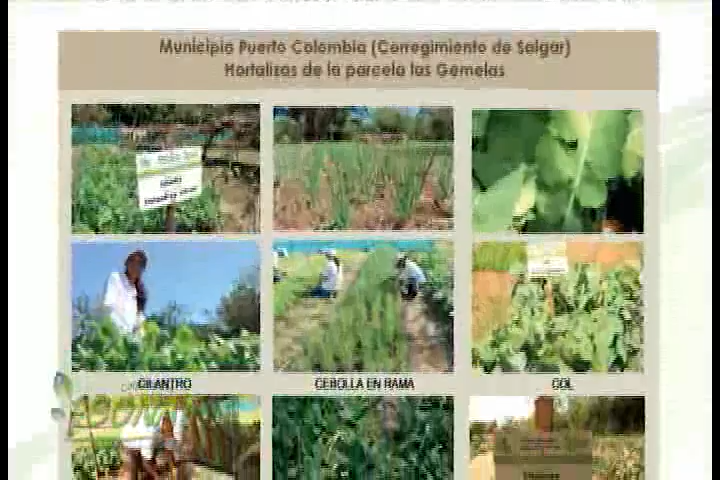 Municipio Puerto Colombia (Corregimiento de Salgar)
Hortalizas de la parcela las Gemelas
CILANTRO
CEBOLLA EN RAMA
COL